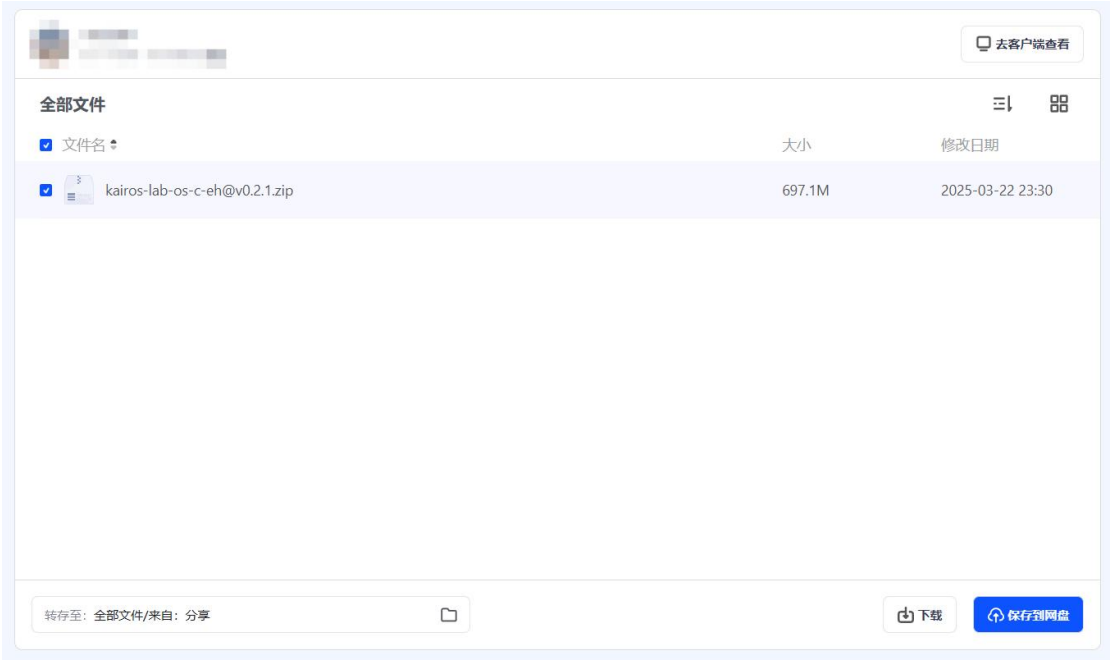 去客户端查看
全部文件
文件名 大小 修改日期
kairos-lab-os-c-eh@v0.2.1.zip 697.1M 2025-03-22 23:30
转存至: 全部文件/来自: 分享 下载 保存到网盘